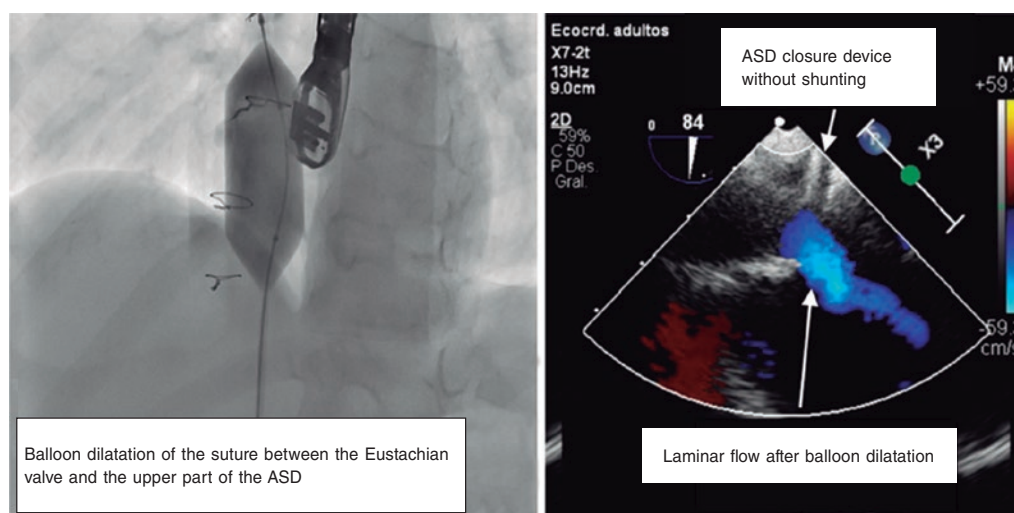 Balloon dilatation of the suture between the Eustachian
valve and the upper part of the ASD
Ecocrd. adultos
X7-2t
13Hz
9.0cm
2D
59%
C 50
P Des.
Gral.
0 84
ASD closure device
without shunting
M
+59.
X3
-59.
cm/s
Laminar flow after balloon dilatation